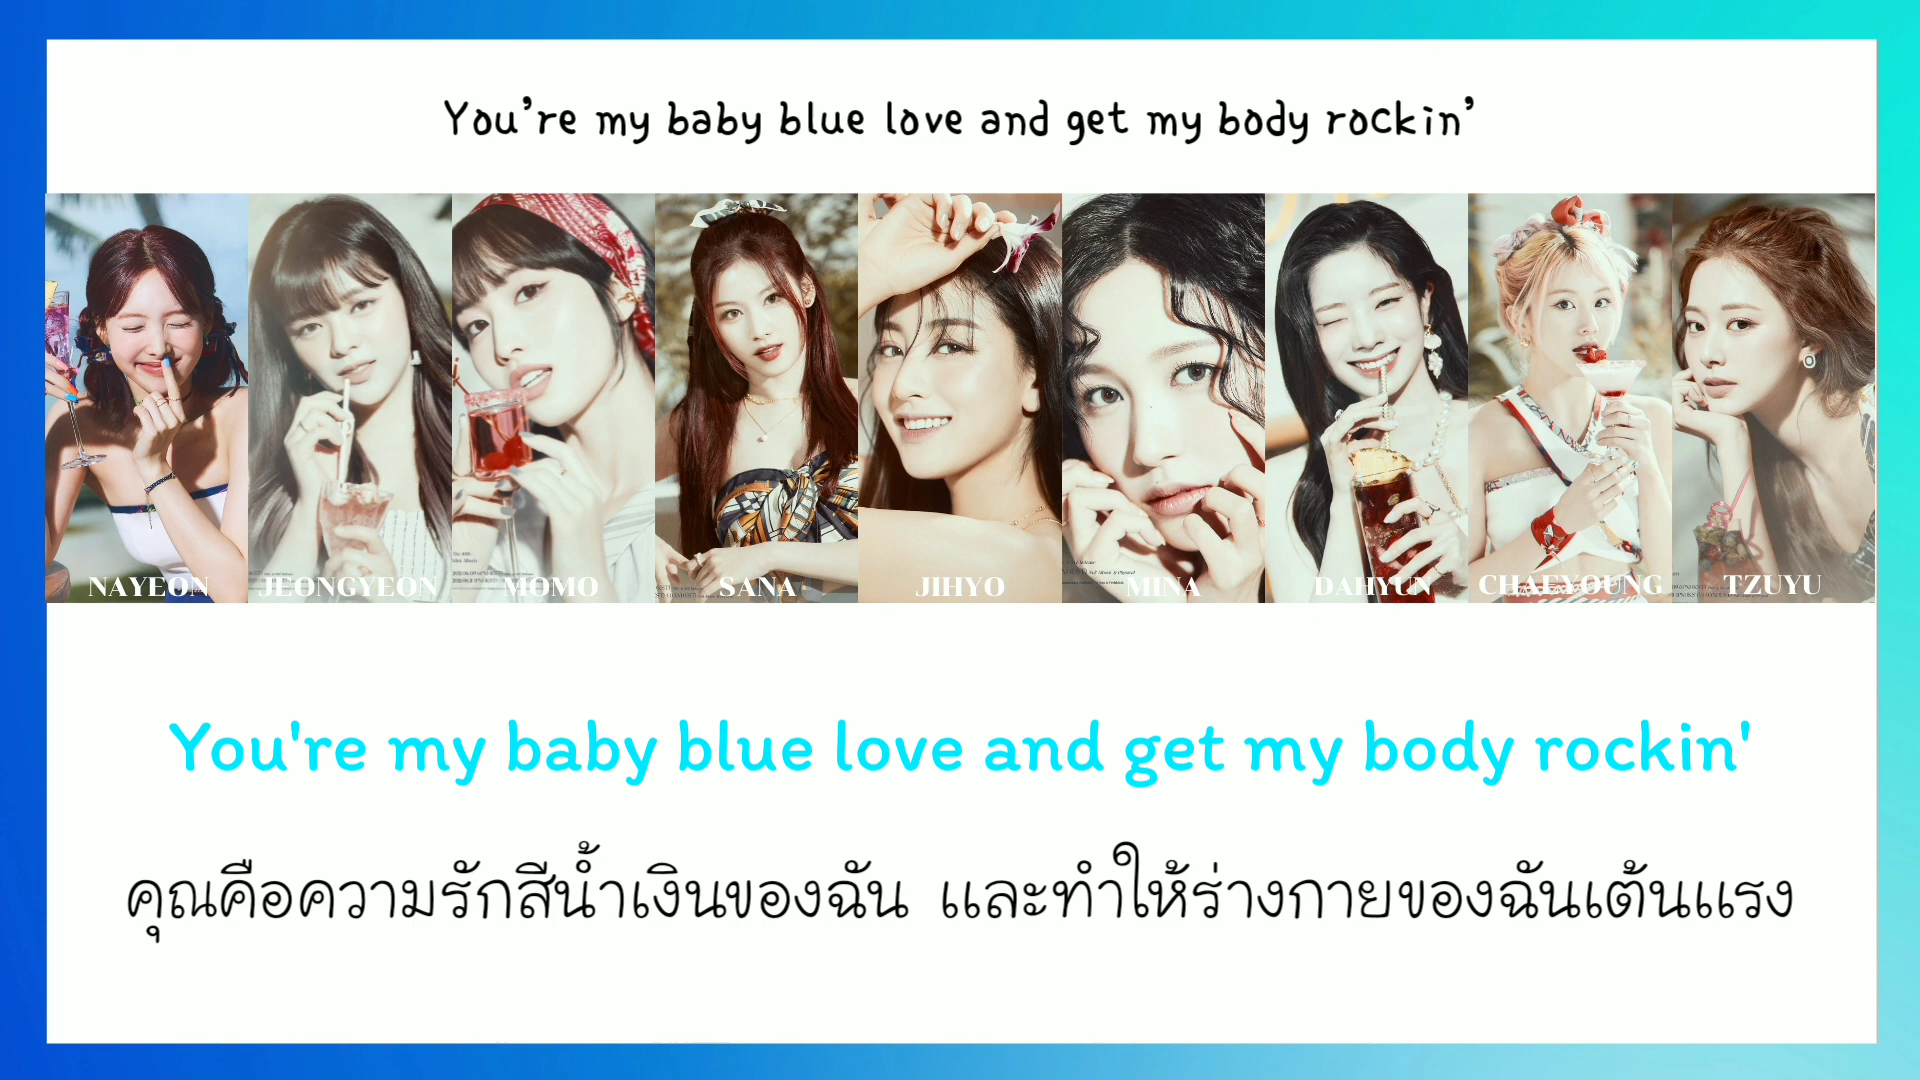 You’re my baby blue love and get my body rockin’
NAYEON JEONGYEON MOMO SANA JIHYO MINA DAHYUN CHAEYOUNG TZUYU
You're my baby blue love and get my body rockin'
คุณคือความรักสีน้ำเงินของฉัน และทำให้ร่างกายของฉันเต้นแรง